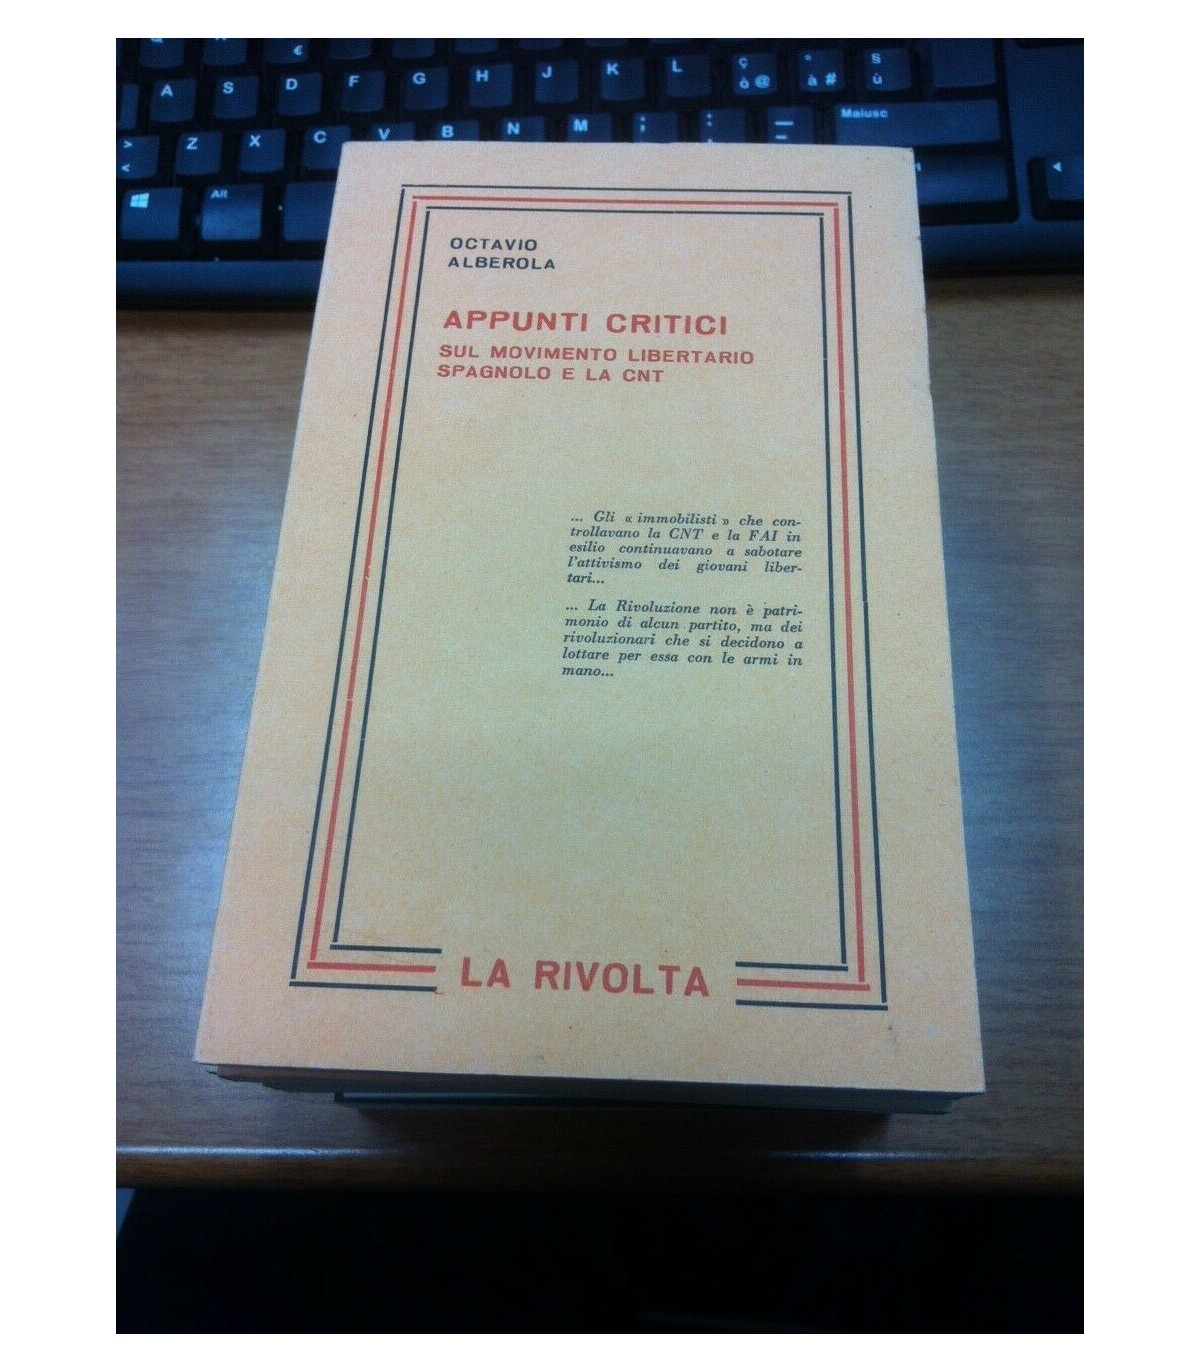 Q € 
A S D F G H J K L ç ò @ ° à # § ù
> < Z X C V B N M ; , : . _ - Maiusc
Alt
OCTAVIO
ALBEROLA
APPUNTI CRITICI
SUL MOVIMENTO LIBERTARIO
SPAGNOLO E LA CNT
... Gli « immobilisti » che con-
trollavano la CNT e la FAI in
esilio continuavano a sabotare
l'attivismo dei giovani liber-
tari...
... La Rivoluzione non è patri-
monio di alcun partito, ma dei
rivoluzionari che si decidono a
lottare per essa con le armi in
mano...
LA RIVOLTA